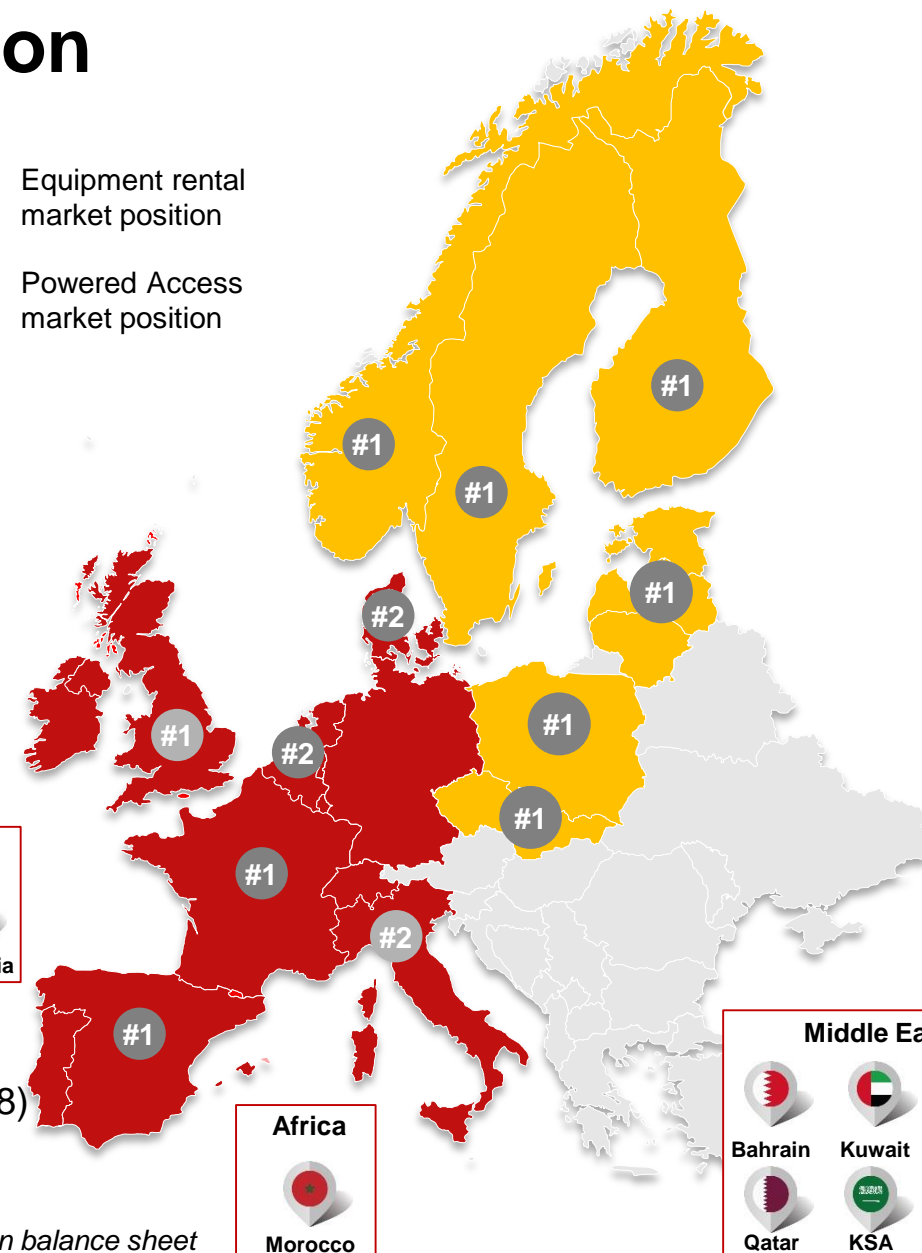 on
Equipment rental
market position
Powered Access
market position
#1
#1
#1
#1
#2
#1
#1
#2
#1
#1
#2
#1
ia
8)
Africa
Morocco
Middle Ea
Bahrain Kuwait
Qatar KSA
n balance sheet